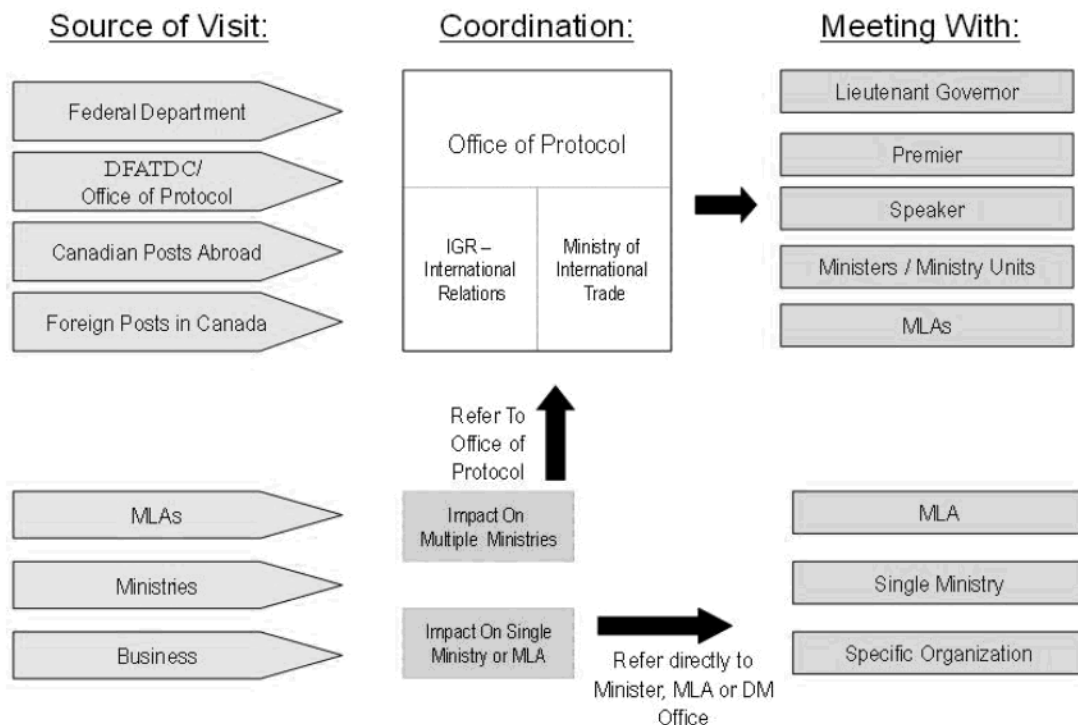 Source of Visit:
Coordination:
Meeting With:
Federal Department
DFATDC/
Office of Protocol
Canadian Posts Abroad
Foreign Posts in Canada
Office of Protocol
IGR –
International
Relations
Ministry of
International
Trade
Lieutenant Governor
Premier
Speaker
Ministers / Ministry Units
MLAs
Refer To
Office of
Protocol
MLAs
Ministries
Business
Impact On
Multiple Ministries
Impact On Single
Ministry or MLA
Refer directly to
Minister, MLA or DM
Office
MLA
Single Ministry
Specific Organization